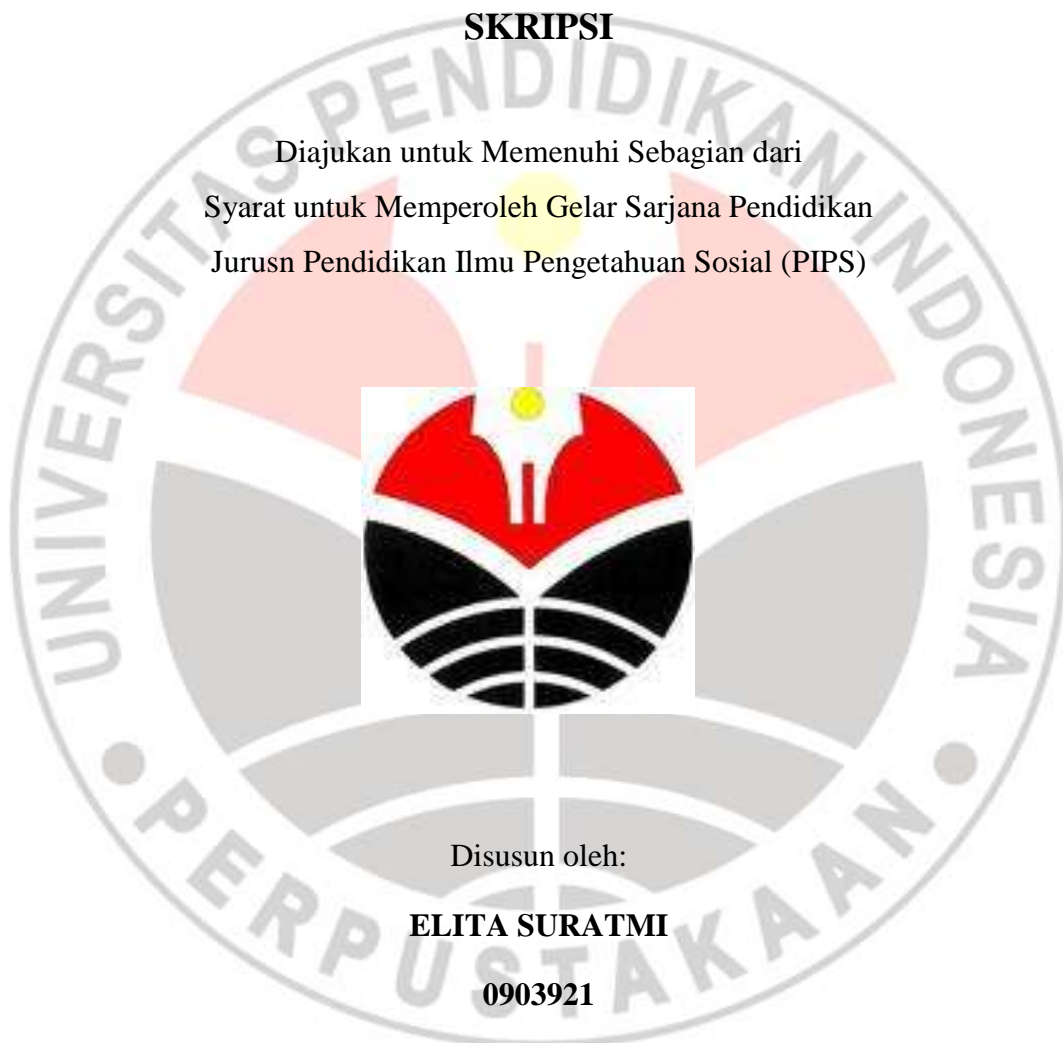 SKRIPSI
Diajukan untuk Memenuhi Sebagian dari
Syarat untuk Memperoleh Gelar Sarjana Pendidikan
Jurusn Pendidikan Ilmu Pengetahuan Sosial (PIPS)
UNIVERSITAS PENDIDIKAN INDONESIA
Disusun oleh:
ELITA SURATMI
0903921
PERPUSTAKAAN